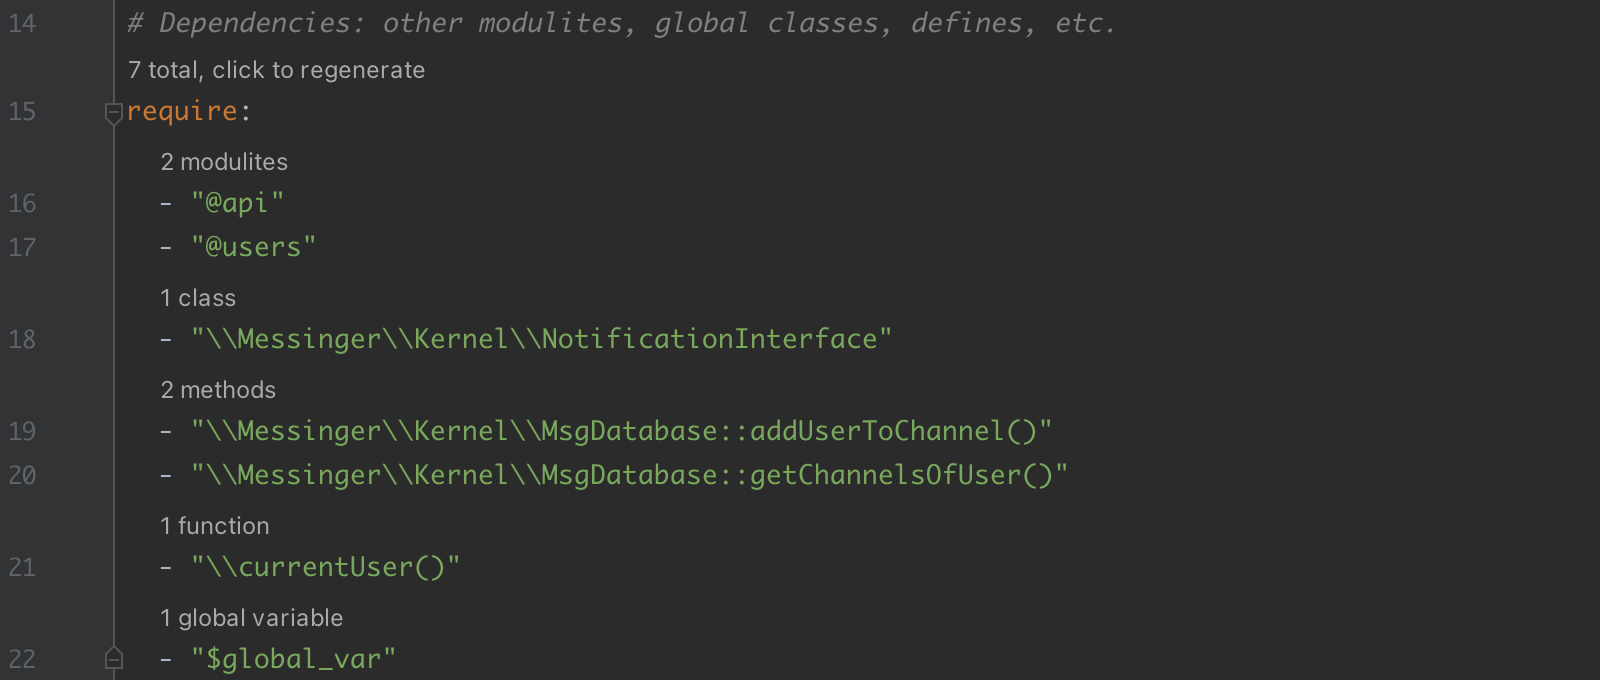 14 # Dependencies: other modulites, global classes, defines, etc.
7 total, click to regenerate
15 require:
2 modulites
16 - "@api"
17 - "@users"
1 class
18 - "\\Messinger\\Kernel\\NotificationInterface"
2 methods
19 - "\\Messinger\\Kernel\\MsgDatabase::addUserToChannel()"
20 - "\\Messinger\\Kernel\\MsgDatabase::getChannelsOfUser()"
1 function
21 - "\\currentUser()"
1 global variable
22 - "$global_var"